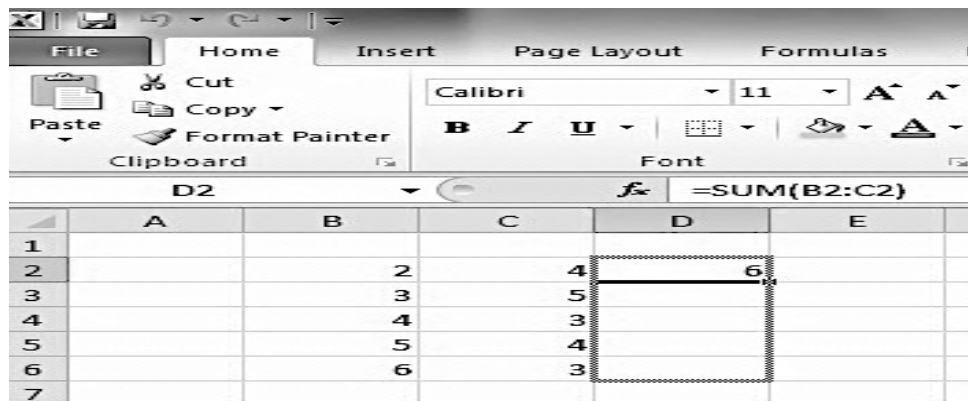 File Home Insert Page Layout Formulas
Cut
Calibri 11 A A
Copy
Paste
Format Painter B I U A
Clipboard Font
D2 fx =SUM(B2:C2)
A B C D E
1
2 2 4 6
3 3 5
4 4 3
5 5 4
6 6 3
7